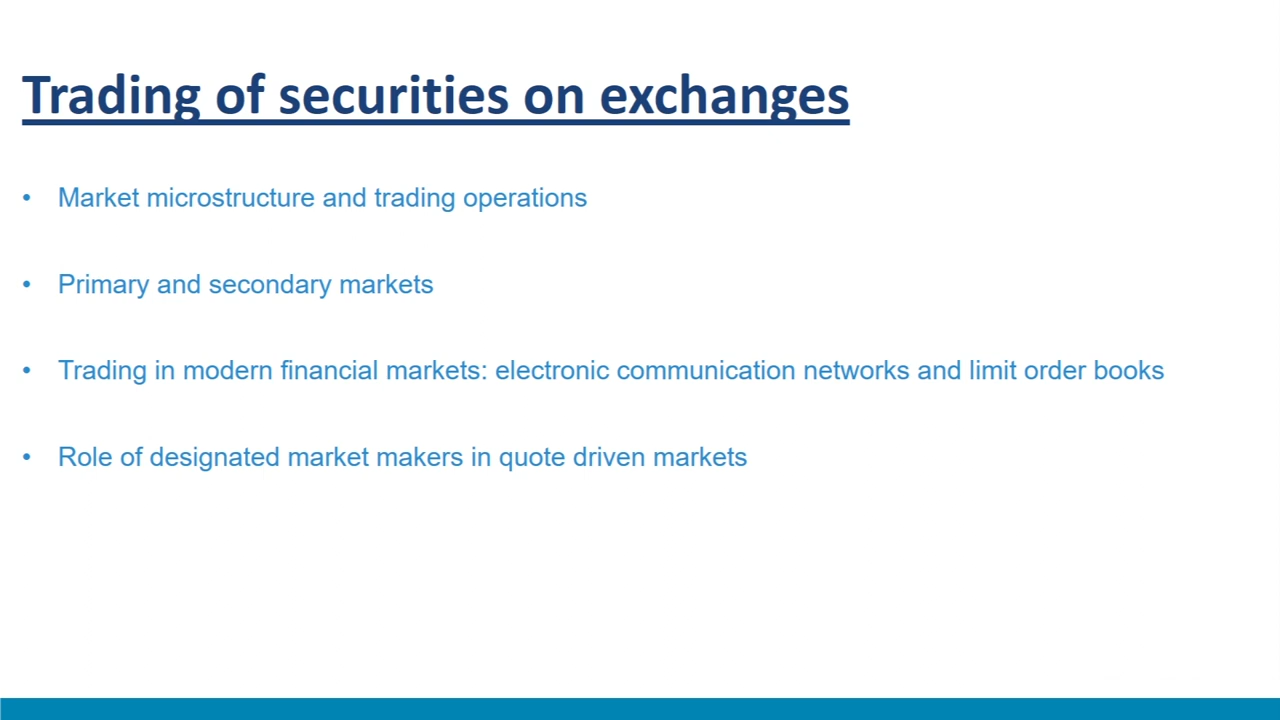 Trading of securities on exchanges
• Market microstructure and trading operations
• Primary and secondary markets
• Trading in modern financial markets: electronic communication networks and limit order books
• Role of designated market makers in quote driven markets